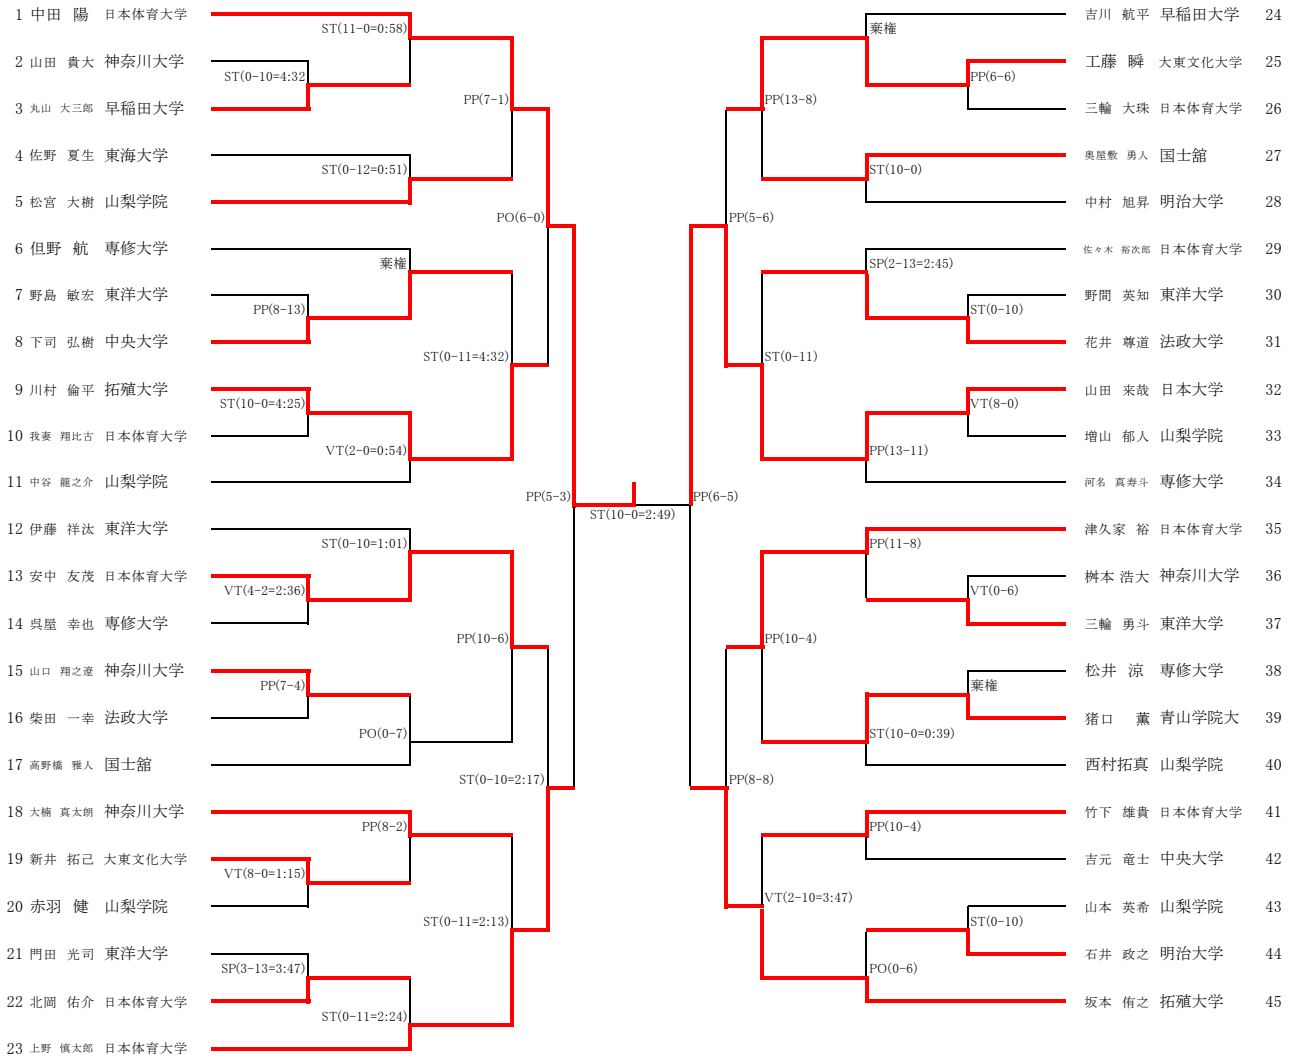 1 中田 陽 日本体育大学
ST(11-0=0:58)
2 山田 貴大 神奈川大学
ST(0-10=4:32
3 丸山 大三郎 早稲田大学
PP(7-1)
4 佐野 夏生 東海大学
ST(0-12=0:51)
5 松宮 大樹 山梨学院
PO(6-0)
6 但野 航 専修大学
棄権
7 野島 敏宏 東洋大学
PP(8-13)
8 下司 弘樹 中央大学
ST(0-11=4:32)
9 川村 倫平 拓殖大学
ST(10-0=4:25)
10 我妻 翔比古 日本体育大学
VT(2-0=0:54)
11 中谷 龍之介 山梨学院
PP(5-3)
12 伊藤 祥汰 東洋大学
ST(0-10=1:01)
13 安中 友茂 日本体育大学
VT(4-2=2:36)
14 呉屋 幸也 専修大学
PP(10-6)
15 山口 翔之遼 神奈川大学
PP(7-4)
16 柴田 一幸 法政大学
PO(0-7)
17 高野橋 雅人 国士舘
ST(0-10=2:17)
18 大楠 真太朗 神奈川大学
PP(8-2)
19 新井 拓己 大東文化大学
VT(8-0=1:15)
20 赤羽 健 山梨学院
ST(0-11=2:13)
21 門田 光司 東洋大学
SP(3-13=3:47)
22 北岡 佑介 日本体育大学
ST(0-11=2:24)
23 上野 慎太郎 日本体育大学
ST(10-0=2:49)
吉川 航平 早稲田大学 24
棄権
工藤 瞬 大東文化大学 25
PP(6-6)
三輪 大珠 日本体育大学 26
PP(13-8)
奥屋敷 勇人 国士舘 27
ST(10-0)
中村 旭昇 明治大学 28
PP(5-6)
佐々木 裕次郎 日本体育大学 29
SP(2-13=2:45)
野間 英知 東洋大学 30
ST(0-10)
花井 尊道 法政大学 31
ST(0-11)
山田 来哉 日本大学 32
VT(8-0)
増山 郁人 山梨学院 33
PP(13-11)
河名 真寿斗 専修大学 34
PP(6-5)
津久家 裕 日本体育大学 35
PP(11-8)
桝本 浩大 神奈川大学 36
VT(0-6)
三輪 勇斗 東洋大学 37
PP(10-4)
松井 涼 専修大学 38
棄権
猪口 薫 青山学院大 39
ST(10-0=0:39)
西村拓真 山梨学院 40
PP(8-8)
竹下 雄貴 日本体育大学 41
PP(10-4)
吉元 竜士 中央大学 42
VT(2-10=3:47)
山本 英希 山梨学院 43
ST(0-10)
石井 政之 明治大学 44
PO(0-6)
坂本 侑之 拓殖大学 45